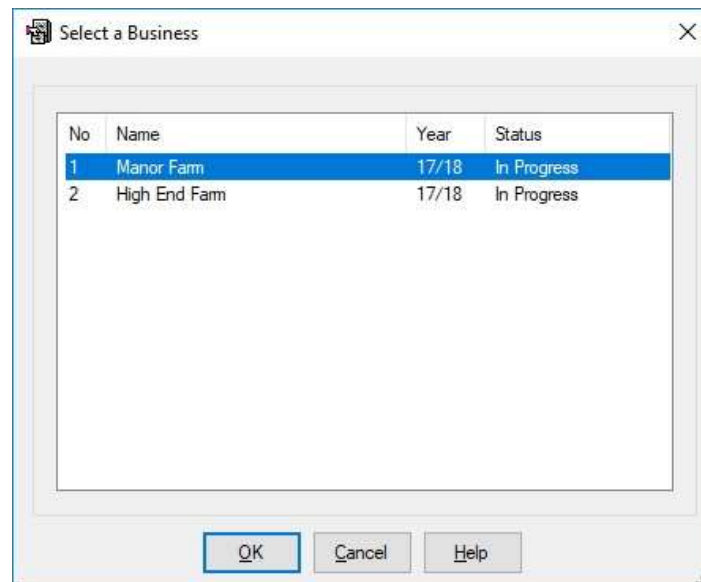 Select a Business
No Name Year Status
1 Manor Farm 17/18 In Progress
2 High End Farm 17/18 In Progress
OK Cancel Help